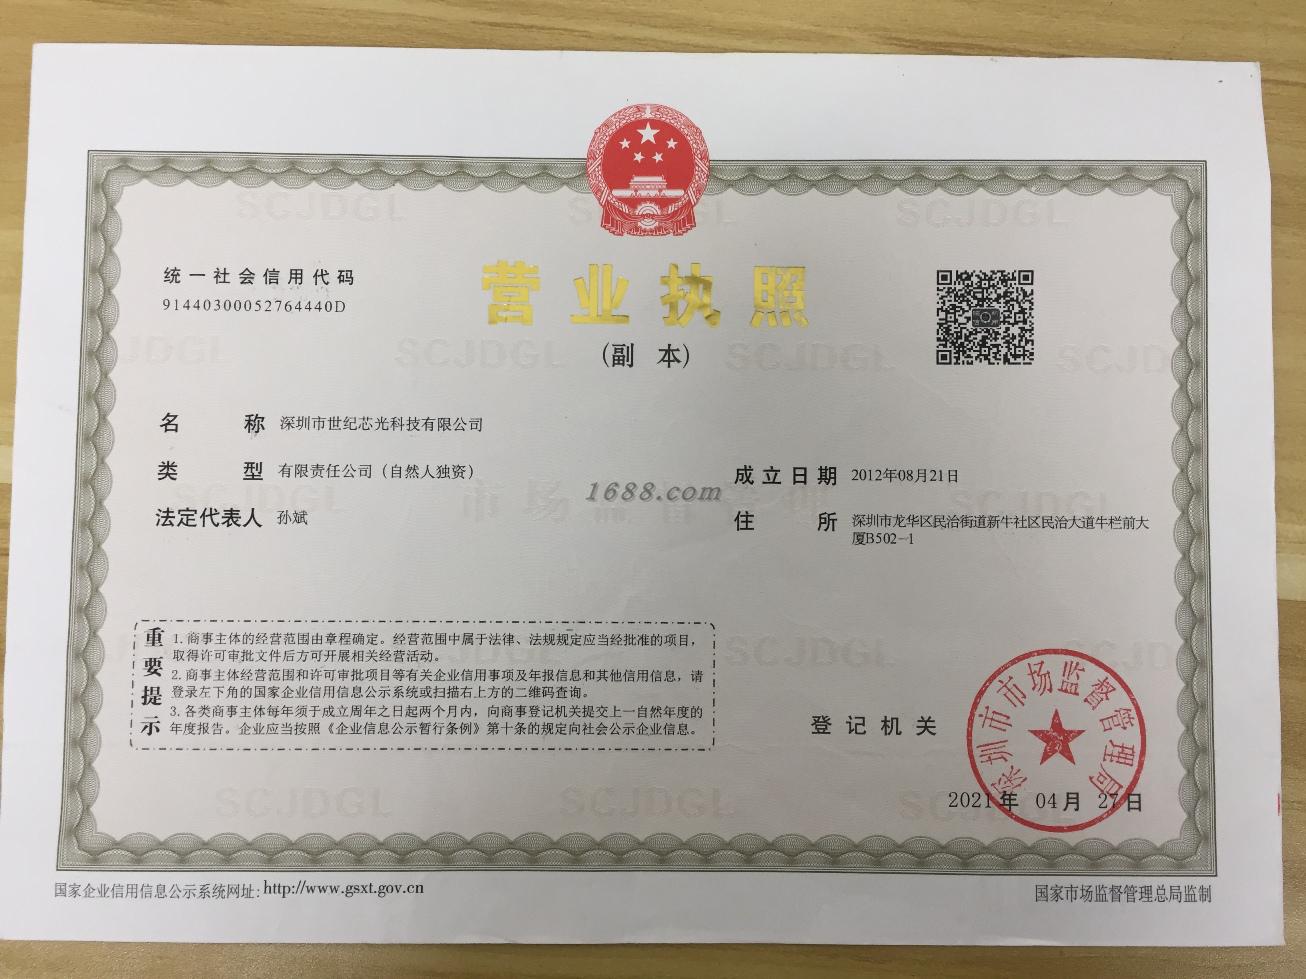 统一社会信用代码
91440300052764440D
营业执照
(副 本)
名 称 深圳市世纪芯光科技有限公司
类 型 有限责任公司（自然人独资）
法定代表人 孙斌
成立日期 2012年08月21日
住 所 深圳市龙华区民治街道新牛社区民治大道牛栏前大
厦B502-1
1688.com
重要提示
1. 商事主体的经营范围由章程确定。经营范围中属于法律、法规规定应当经批准的项目，
取得许可审批文件后方可开展相关经营活动。
2. 商事主体经营范围和许可审批项目等有关企业信用事项及年报信息和其他信用信息，请
登录左下角的国家企业信用信息公示系统或扫描右上方的二维码查询。
3. 各类商事主体每年须于成立周年之日起两个月内，向商事登记机关提交上一自然年度的
年度报告。企业应当按照《企业信息公示暂行条例》第十条的规定向社会公示企业信息。
登记机关
深圳市市场监督管理局
2021年 04月 27日
国家企业信用信息公示系统网址：http://www.gsxt.gov.cn
国家市场监督管理总局监制